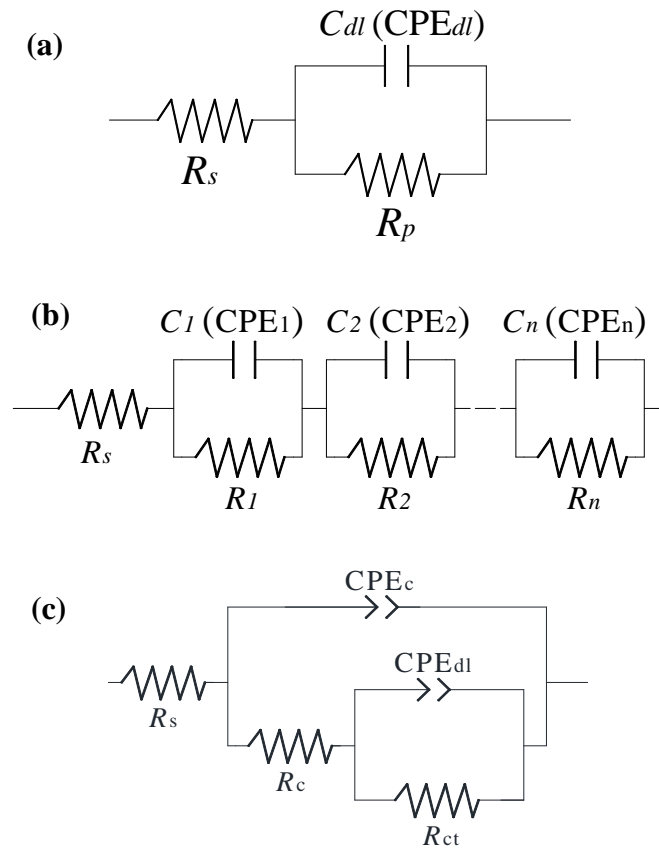 (a)
Cdl (CPEdl)
Rs
Rp
(b)
C1 (CPE1) C2 (CPE2) Cn (CPEn)
Rs
R1 R2 Rn
(c)
CPEc
CPEdl
Rs
Rc
Rct